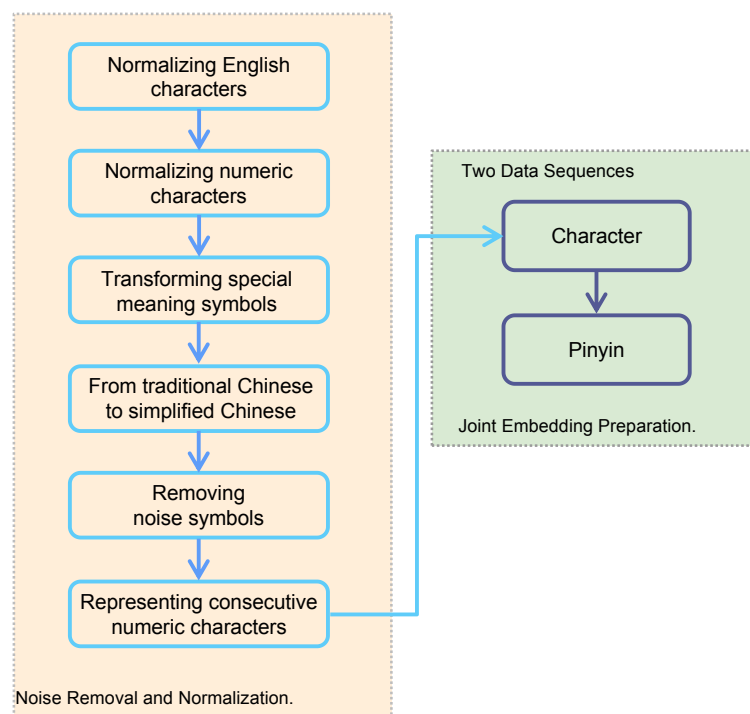 Normalizing English
characters
Normalizing numeric
characters
Transforming special
meaning symbols
From traditional Chinese
to simplified Chinese
Removing
noise symbols
Representing consecutive
numeric characters
Noise Removal and Normalization.
Two Data Sequences
Character
Pinyin
Joint Embedding Preparation.